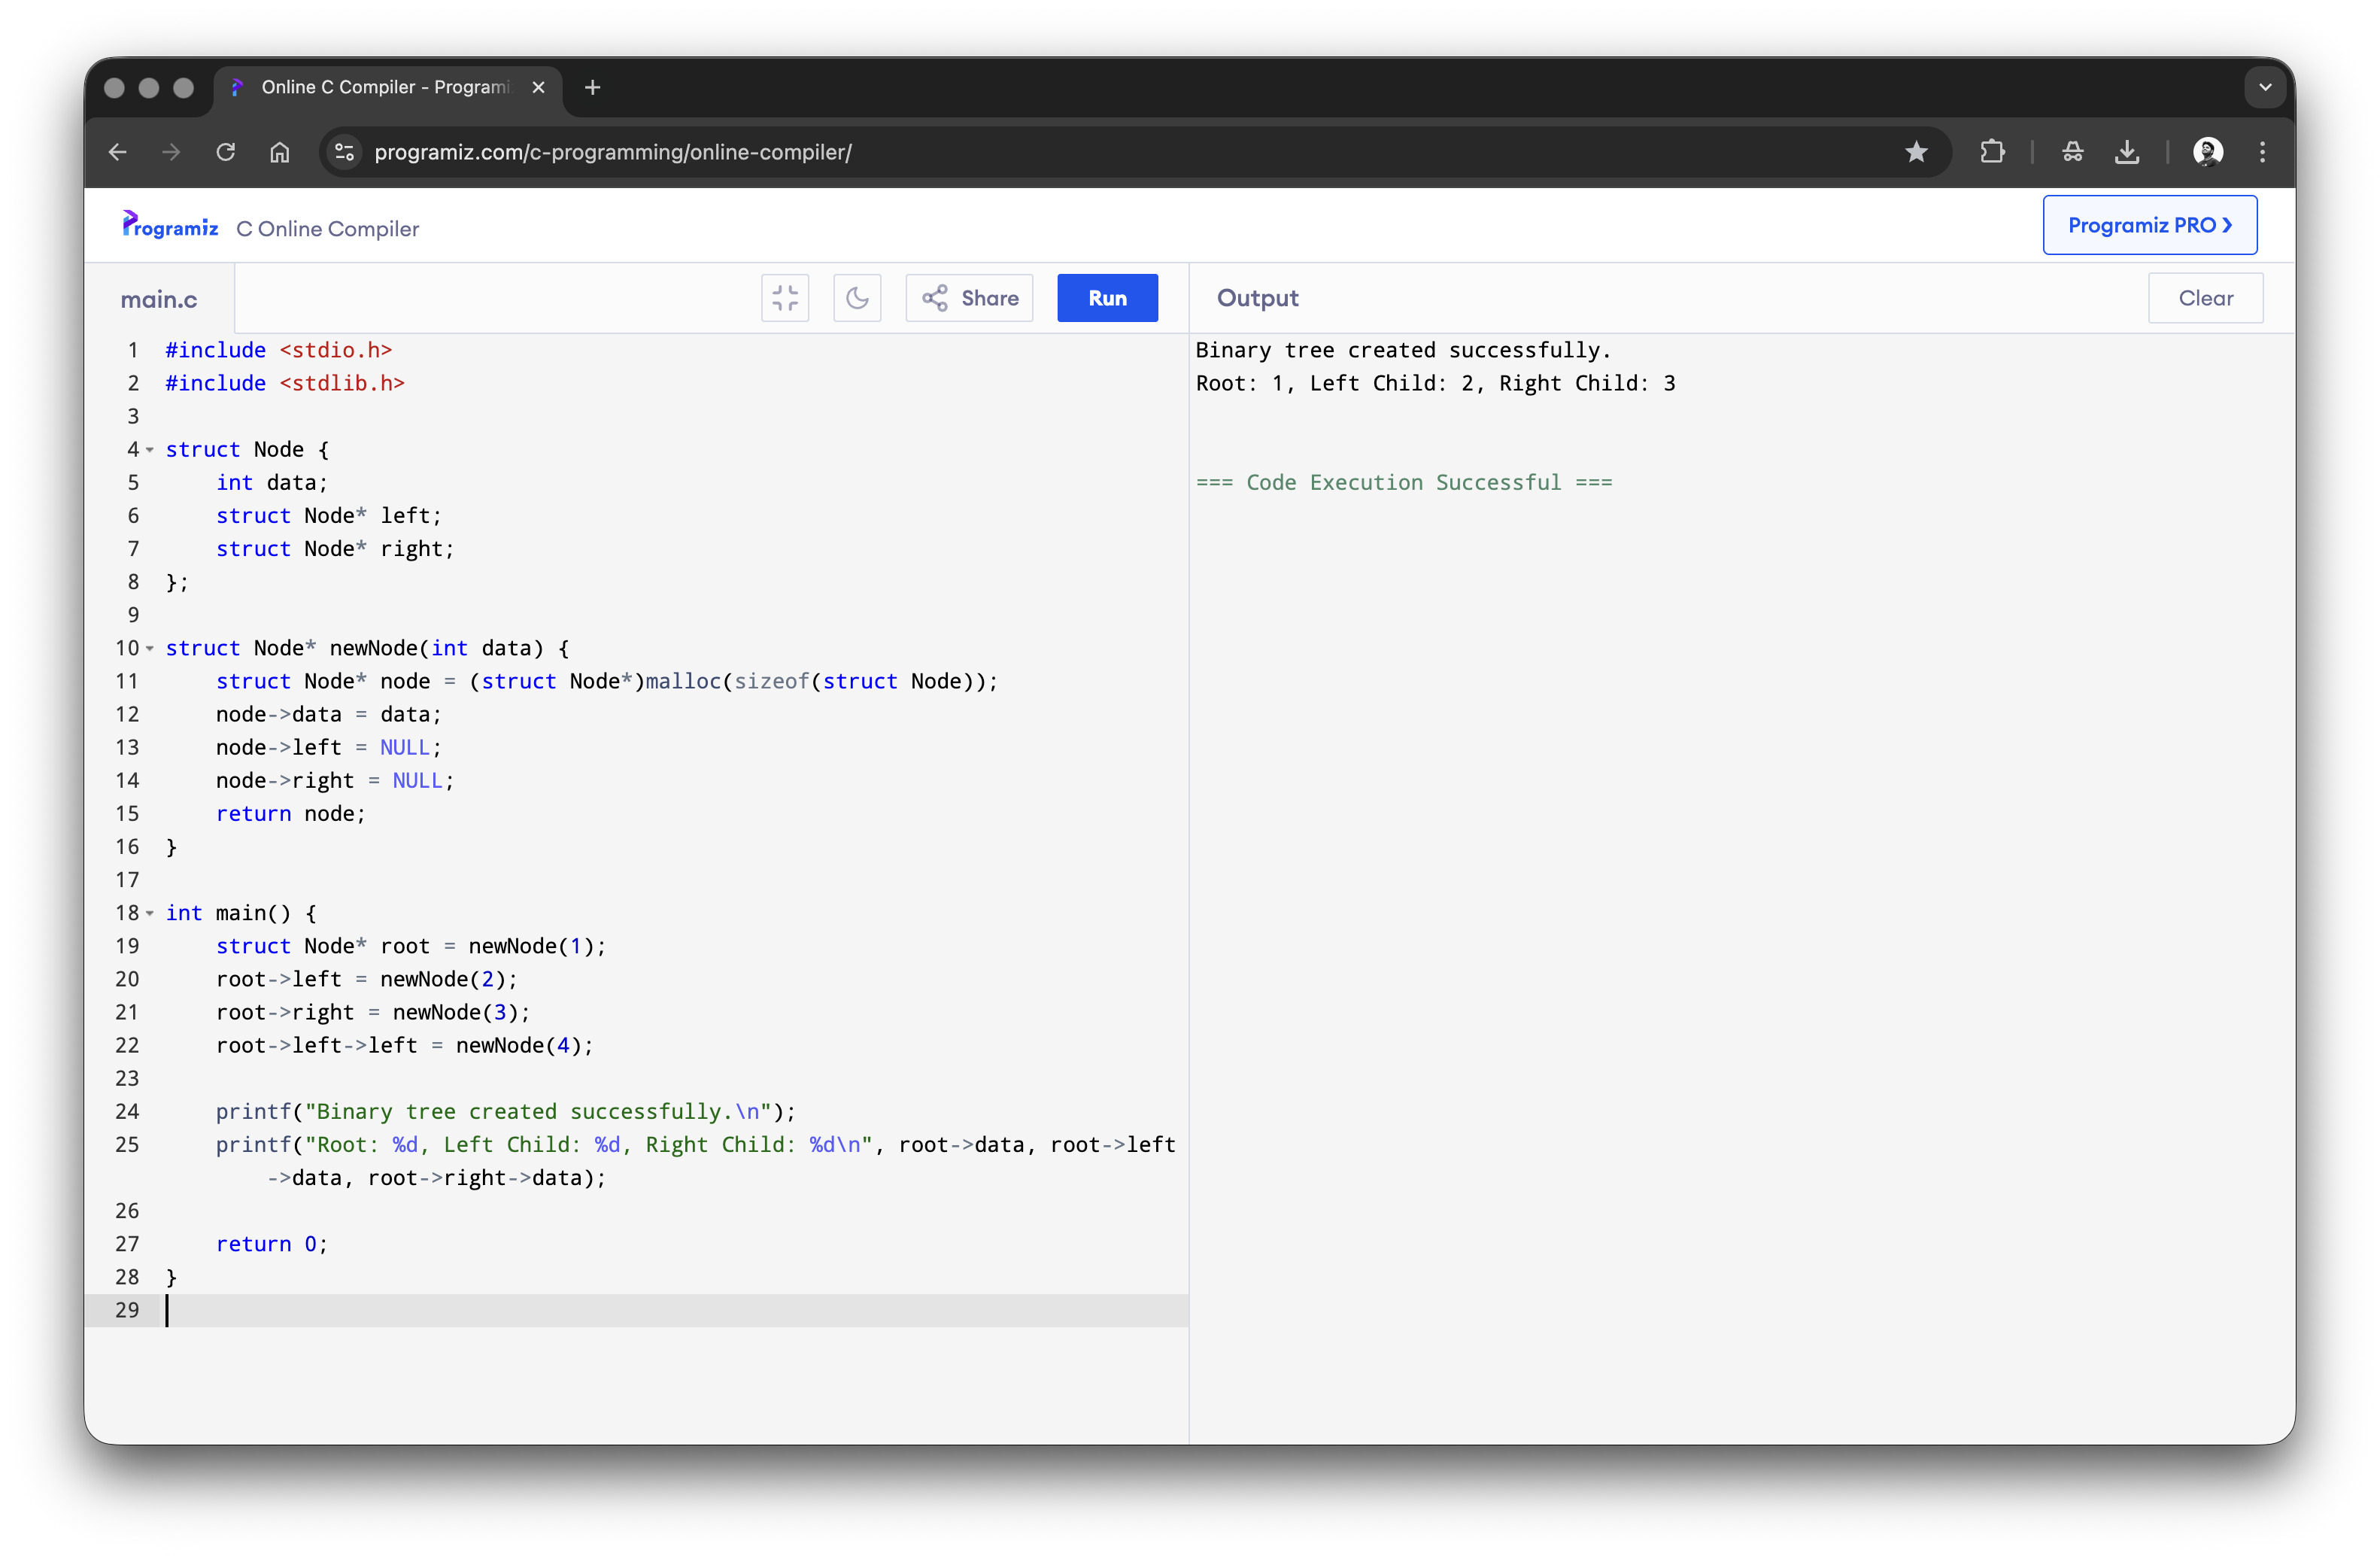 Online C Compiler - Programi
programiz.com/c-programming/online-compiler/
Programiz C Online Compiler
Programiz PRO ❯
main.c
Share
Run
Output
Clear
1 #include <stdio.h>
2 #include <stdlib.h>
3
4 struct Node {
5     int data;
6     struct Node* left;
7     struct Node* right;
8 };
9
10 struct Node* newNode(int data) {
11     struct Node* node = (struct Node*)malloc(sizeof(struct Node));
12     node->data = data;
13     node->left = NULL;
14     node->right = NULL;
15     return node;
16 }
17
18 int main() {
19     struct Node* root = newNode(1);
20     root->left = newNode(2);
21     root->right = newNode(3);
22     root->left->left = newNode(4);
23
24     printf("Binary tree created successfully.\n");
25     printf("Root: %d, Left Child: %d, Right Child: %d\n", root->data, root->left
        ->data, root->right->data);
26
27     return 0;
28 }
29
Binary tree created successfully.
Root: 1, Left Child: 2, Right Child: 3
=== Code Execution Successful ===